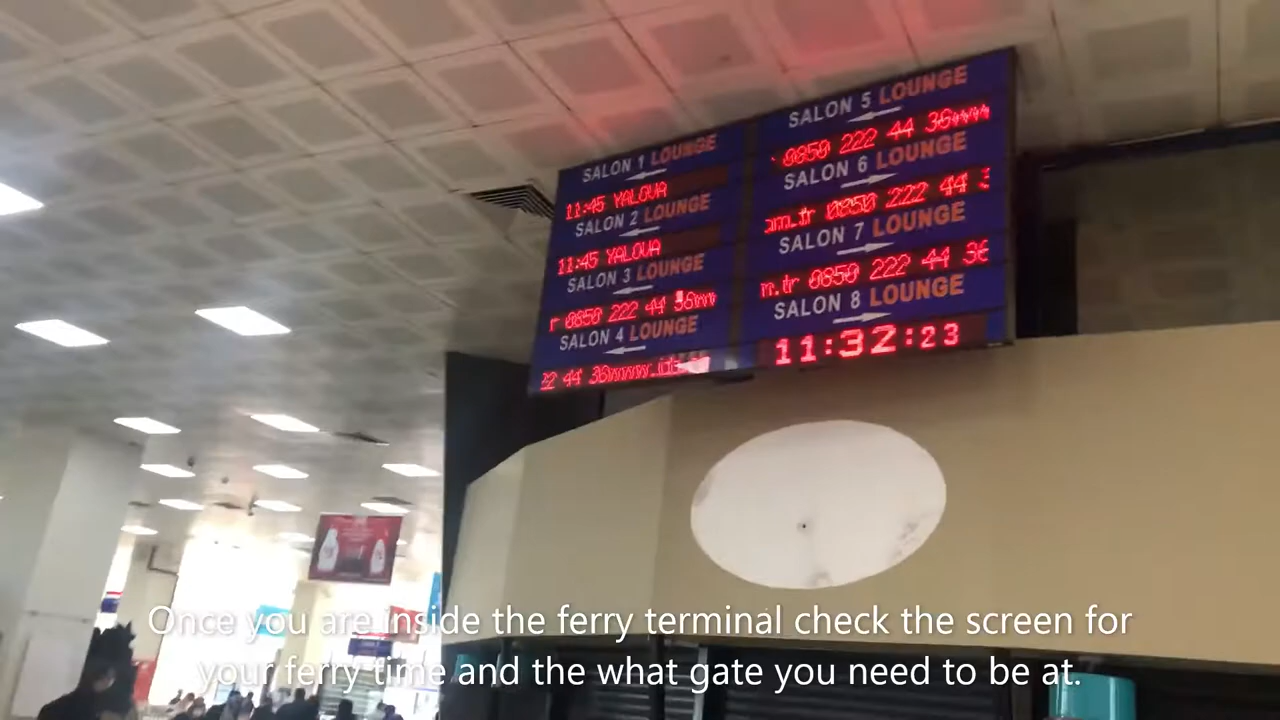 SALON 1 LOUNGE
11:45 YALOVA
SALON 2 LOUNGE
11:45 YALOVA
SALON 3 LOUNGE
r 0850 222 44 36ww
SALON 4 LOUNGE
22 44 36www.
SALON 5 LOUNGE
0850 222 44 36www
SALON 6 LOUNGE
om.tr 0850 222 44 3
SALON 7 LOUNGE
m.tr 0850 222 44 36
SALON 8 LOUNGE
11:32:23
Once you are inside the ferry terminal check the screen for
your ferry time and the what gate you need to be at.